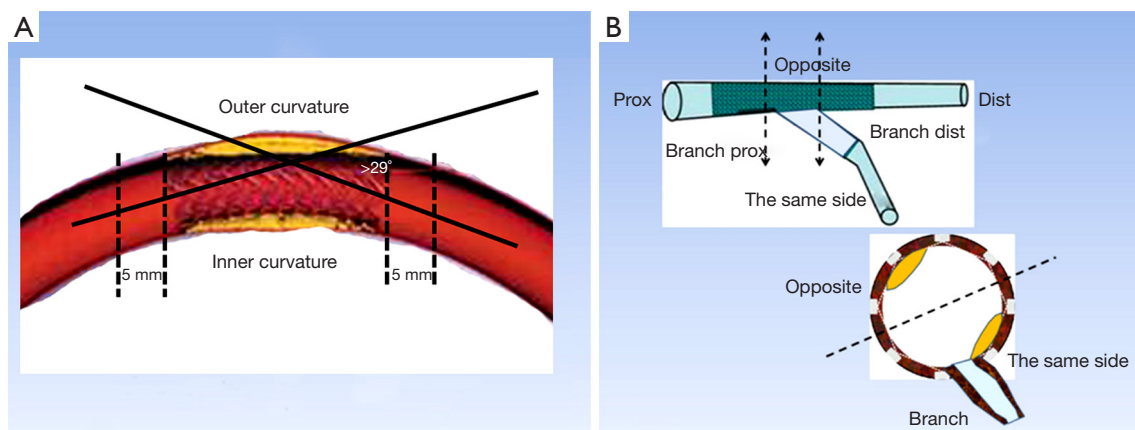 A
Outer curvature
>29°
5 mm
5 mm
Inner curvature
B
Opposite
Prox
Dist
Branch dist
Branch prox
The same side
Opposite
The same side
Branch